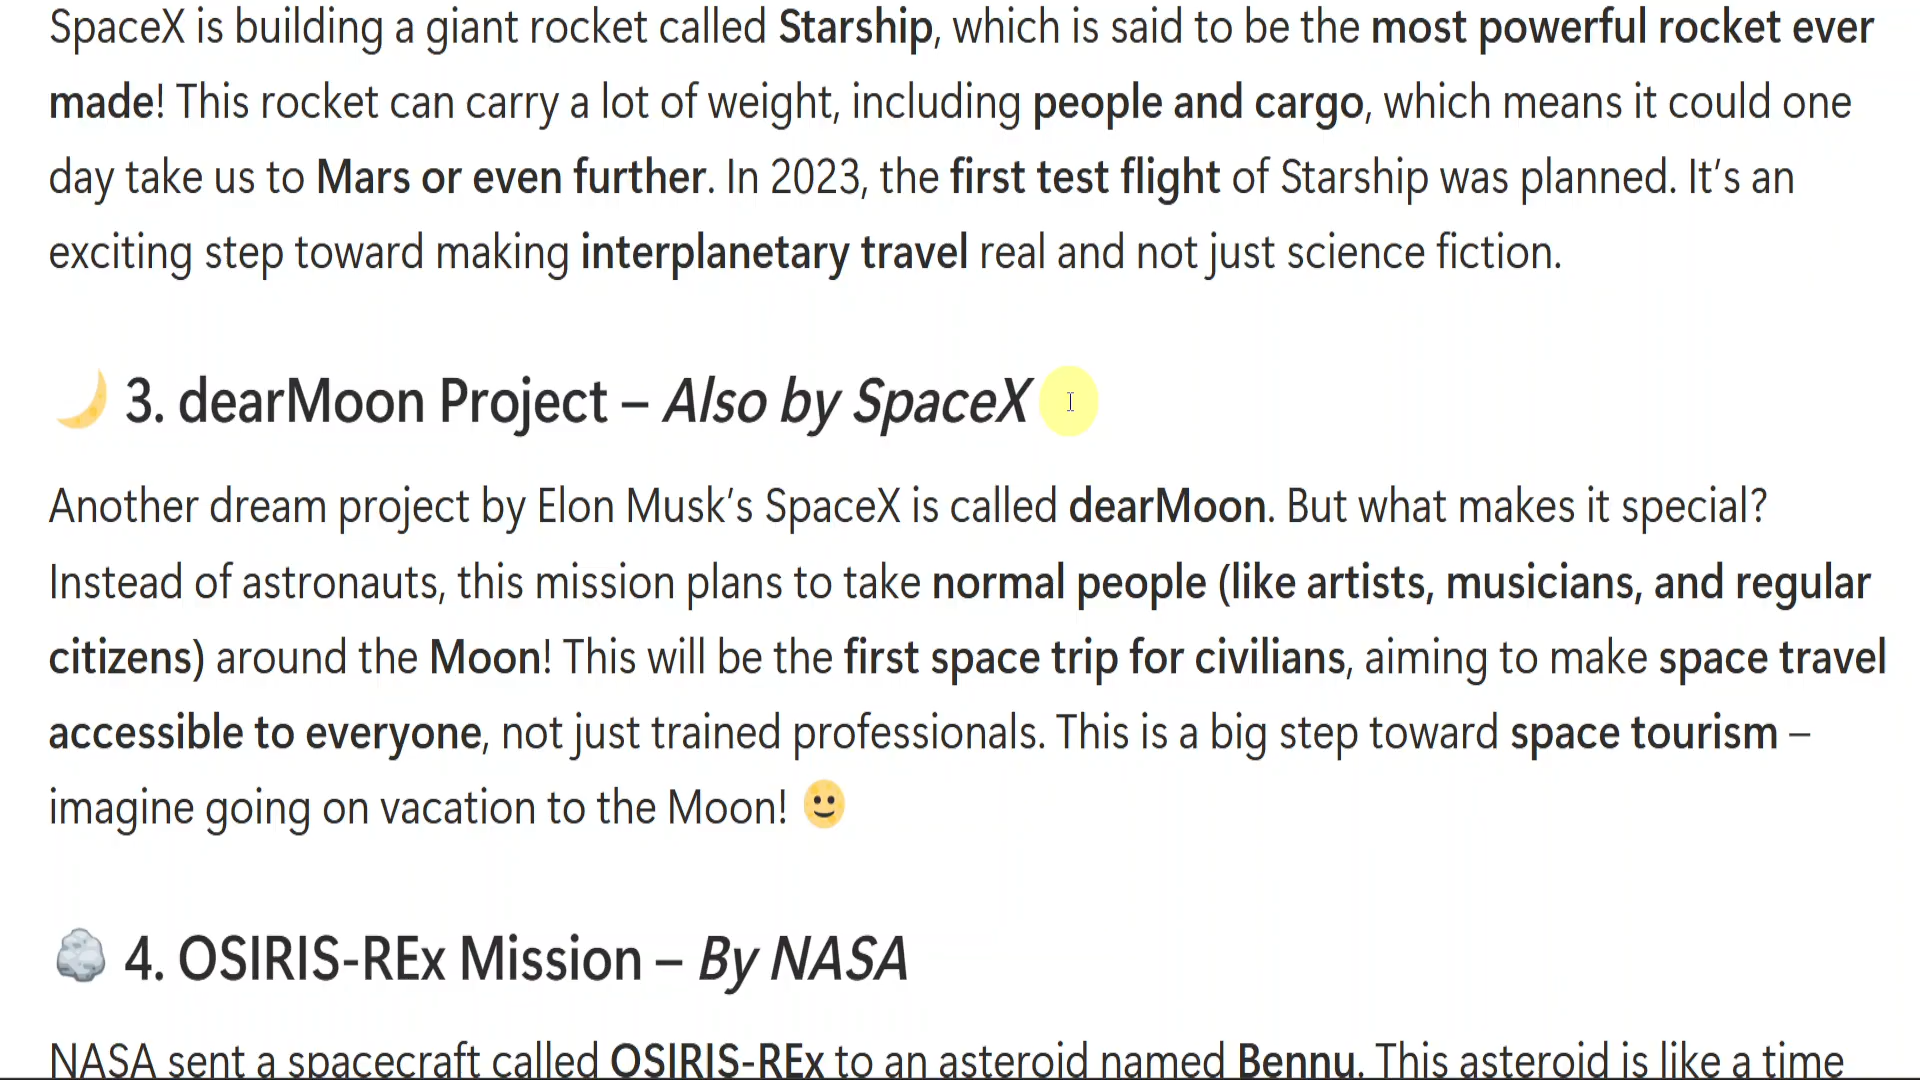 SpaceX is building a giant rocket called Starship, which is said to be the most powerful rocket ever
made! This rocket can carry a lot of weight, including people and cargo, which means it could one
day take us to Mars or even further. In 2023, the first test flight of Starship was planned. It’s an
exciting step toward making interplanetary travel real and not just science fiction.
🌙 3. dearMoon Project – Also by SpaceX
Another dream project by Elon Musk’s SpaceX is called dearMoon. But what makes it special?
Instead of astronauts, this mission plans to take normal people (like artists, musicians, and regular
citizens) around the Moon! This will be the first space trip for civilians, aiming to make space travel
accessible to everyone, not just trained professionals. This is a big step toward space tourism –
imagine going on vacation to the Moon! 🙂
🪨 4. OSIRIS-REx Mission – By NASA
NASA sent a spacecraft called OSIRIS-REx to an asteroid named Bennu. This asteroid is like a time